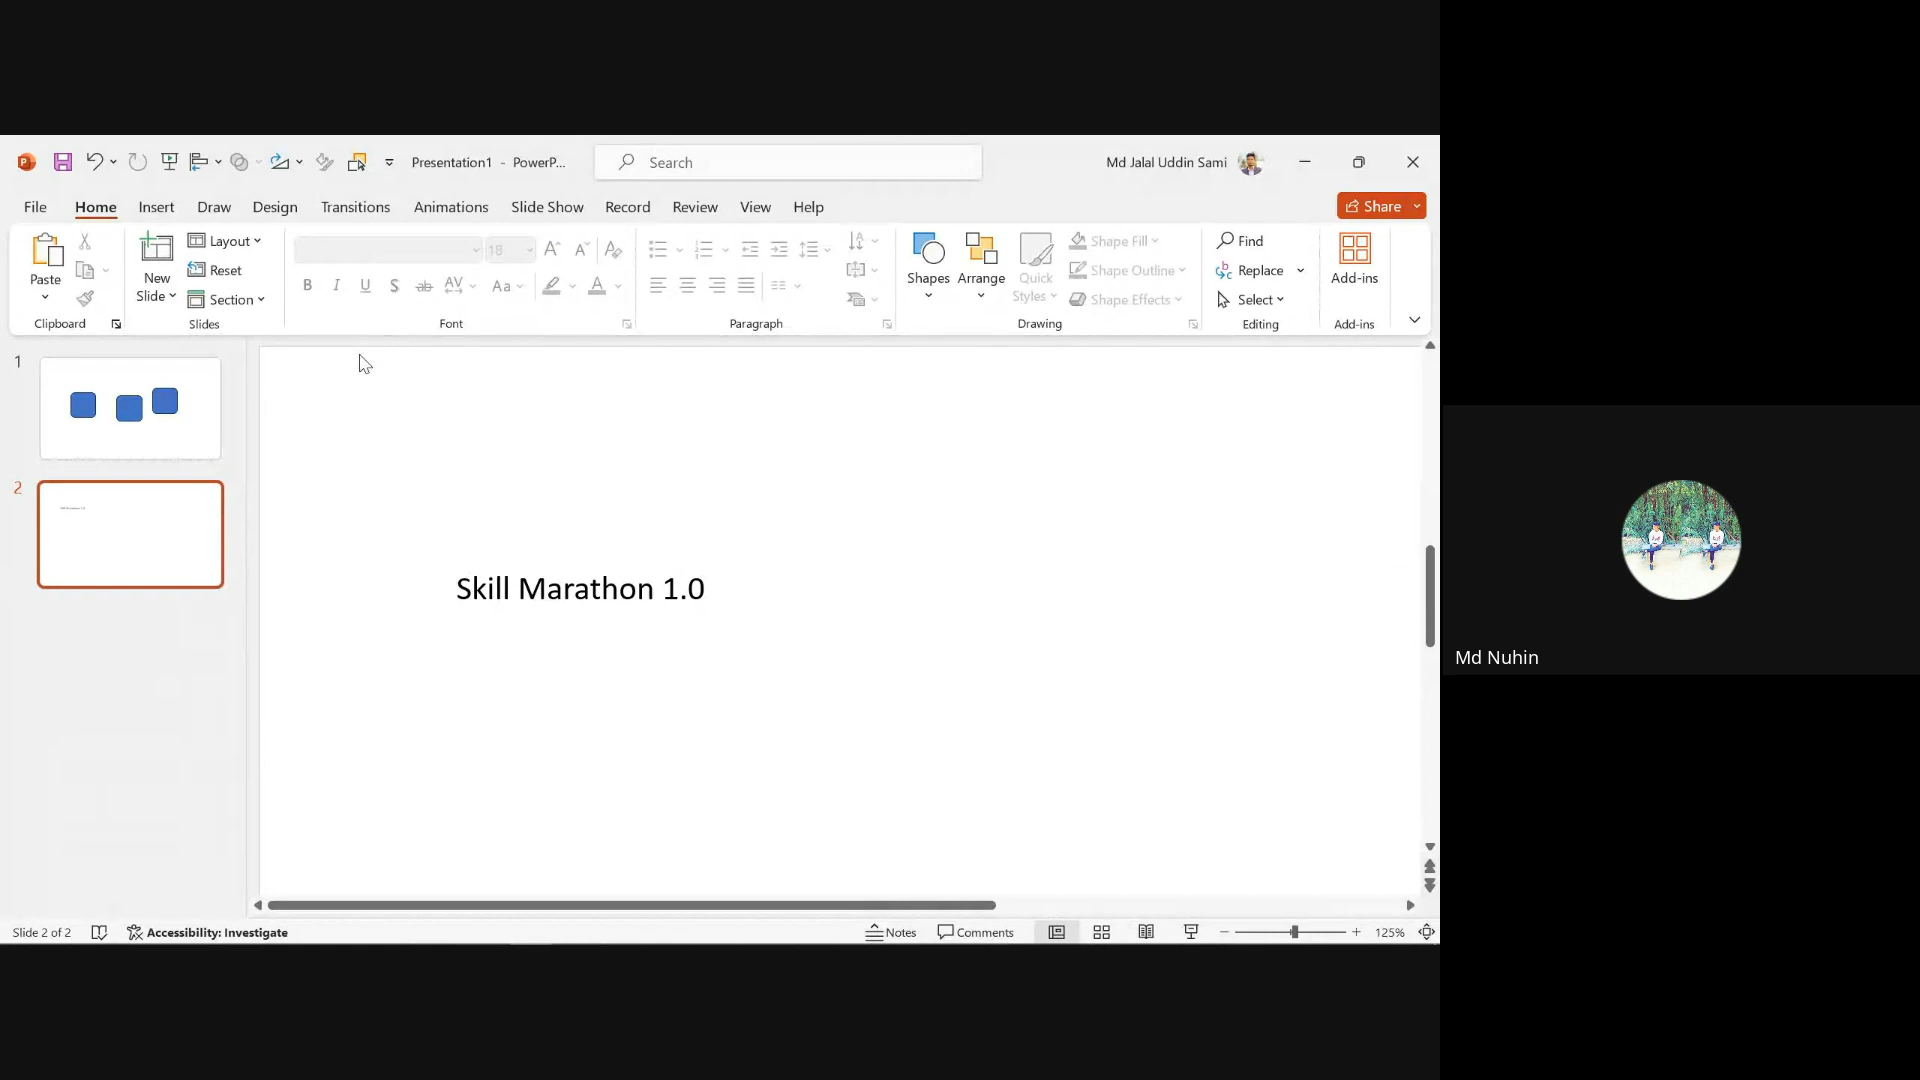 Presentation1 - PowerP...
Search
Md Jalal Uddin Sami
File Home Insert Draw Design Transitions Animations Slide Show Record Review View Help
Share
Paste
Clipboard
New Slide
Layout
Reset
Section
Slides
18
B I U S ab AV Aa A
Font
Paragraph
Shapes
Arrange
Quick Styles
Shape Fill
Shape Outline
Shape Effects
Drawing
Find
Replace
Select
Editing
Add-ins
Add-ins
1
2
Skill Marathon 1.0
Md Nuhin
Slide 2 of 2
Accessibility: Investigate
Notes
Comments
125%